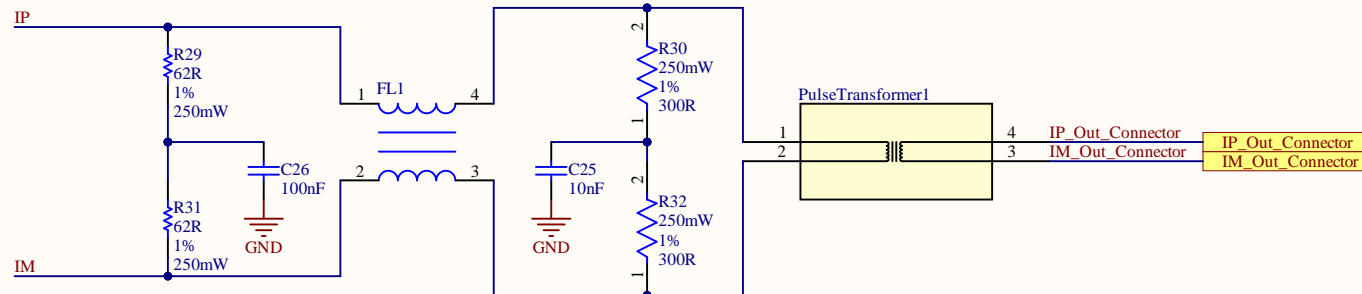 IP
R29
62R
1%
250mW
1
FL1
4
2
R30
250mW
1%
300R
1
PulseTransformer1
1
2
4
3
IP_Out_Connector
IM_Out_Connector
IP_Out_Connector
IM_Out_Connector
C26
100nF
GND
2
3
C25
10nF
GND
R31
62R
1%
250mW
2
R32
250mW
1%
300R
1
IM